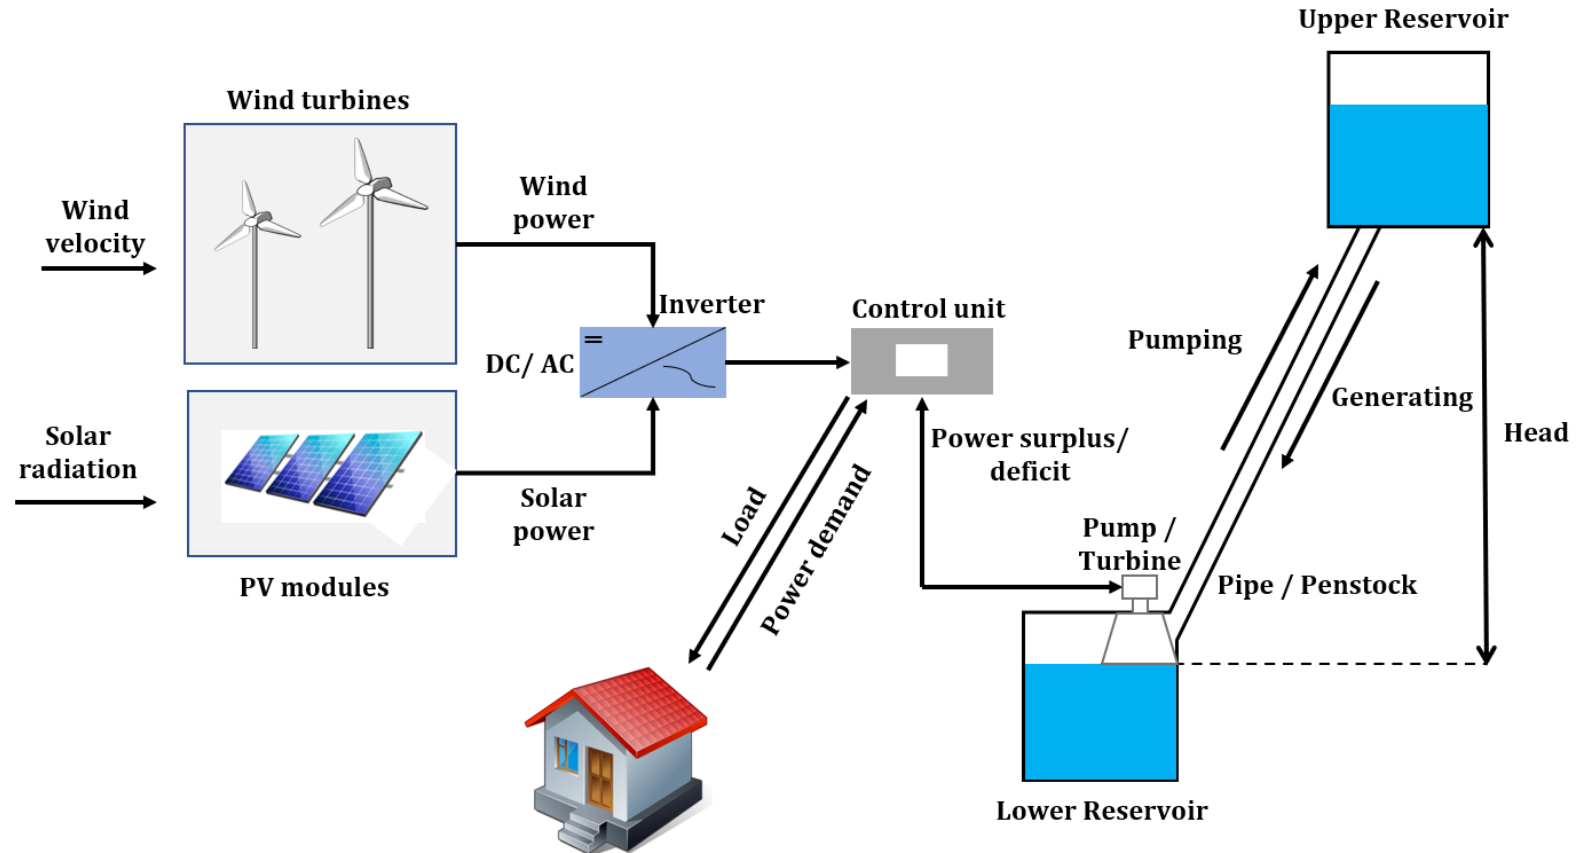 Upper Reservoir
Wind turbines
Wind
power
Wind
velocity
Inverter
Control unit
DC/ AC
=
Pumping
Generating
Head
Solar
radiation
Power surplus/
deficit
Solar
power
Load
Power demand
Pump /
Turbine
PV modules
Pipe / Penstock
Lower Reservoir